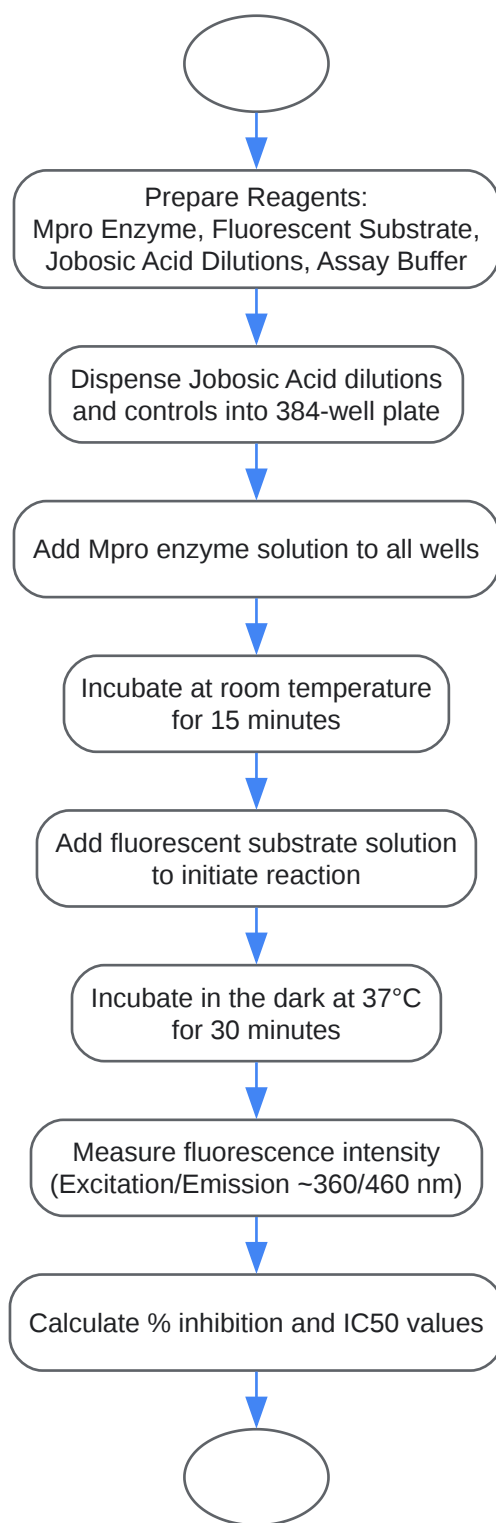 Prepare Reagents:
Mpro Enzyme, Fluorescent Substrate,
Jobosic Acid Dilutions, Assay Buffer
Dispense Jobosic Acid dilutions
and controls into 384-well plate
Add Mpro enzyme solution to all wells
Incubate at room temperature
for 15 minutes
Add fluorescent substrate solution
to initiate reaction
Incubate in the dark at 37°C
for 30 minutes
Measure fluorescence intensity
(Excitation/Emission ~360/460 nm)
Calculate % inhibition and IC50 values